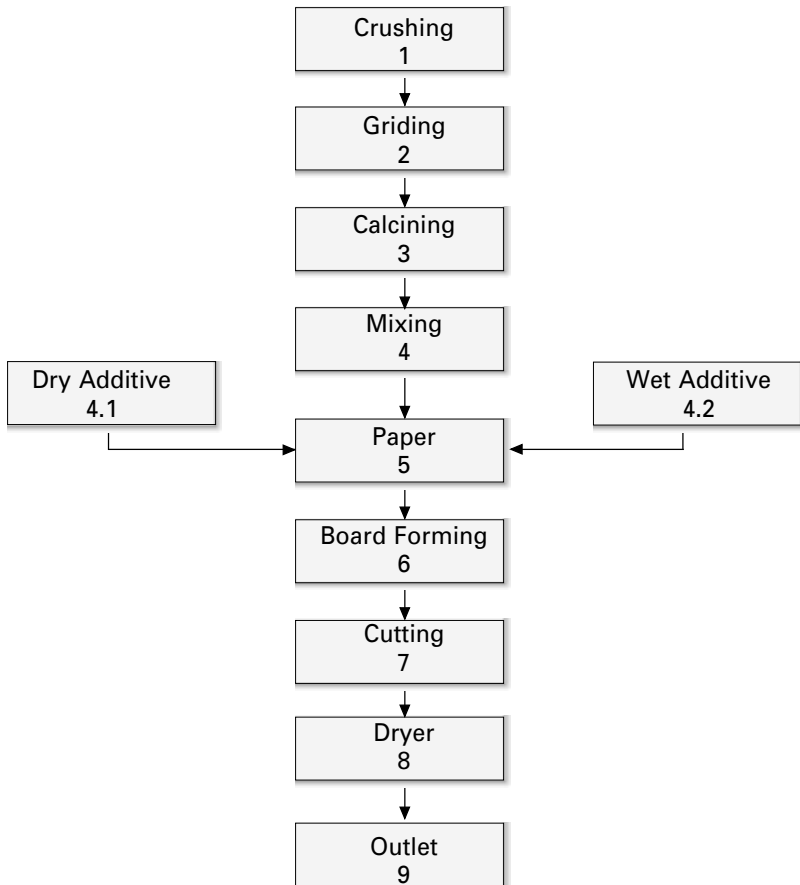 Crushing
1
Griding
2
Calcining
3
Mixing
4
Dry Additive
4.1
Wet Additive
4.2
Paper
5
Board Forming
6
Cutting
7
Dryer
8
Outlet
9